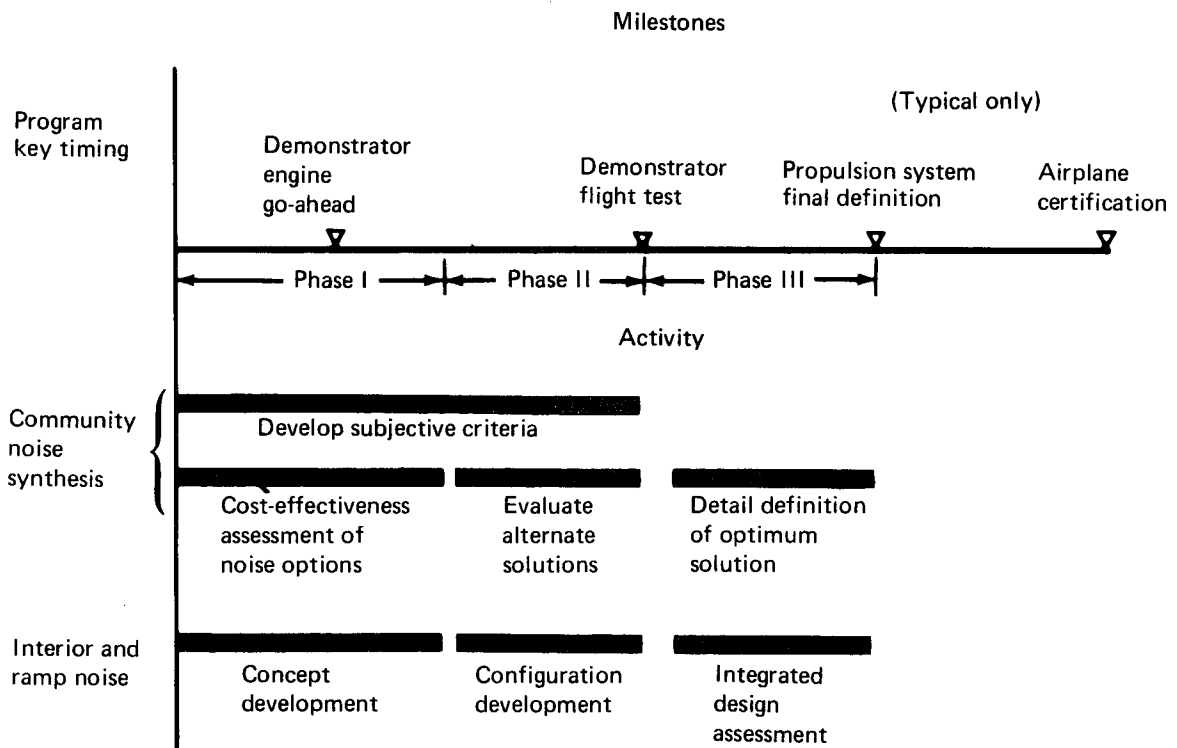 Milestones
(Typical only)
Program
key timing
Demonstrator
engine
go-ahead
Demonstrator
flight test
Propulsion system
final definition
Airplane
certification
Phase I
Phase II
Phase III
Activity
Community
noise
synthesis
Develop subjective criteria
Cost-effectiveness
assessment of
noise options
Evaluate
alternate
solutions
Detail definition
of optimum
solution
Interior and
ramp noise
Concept
development
Configuration
development
Integrated
design
assessment